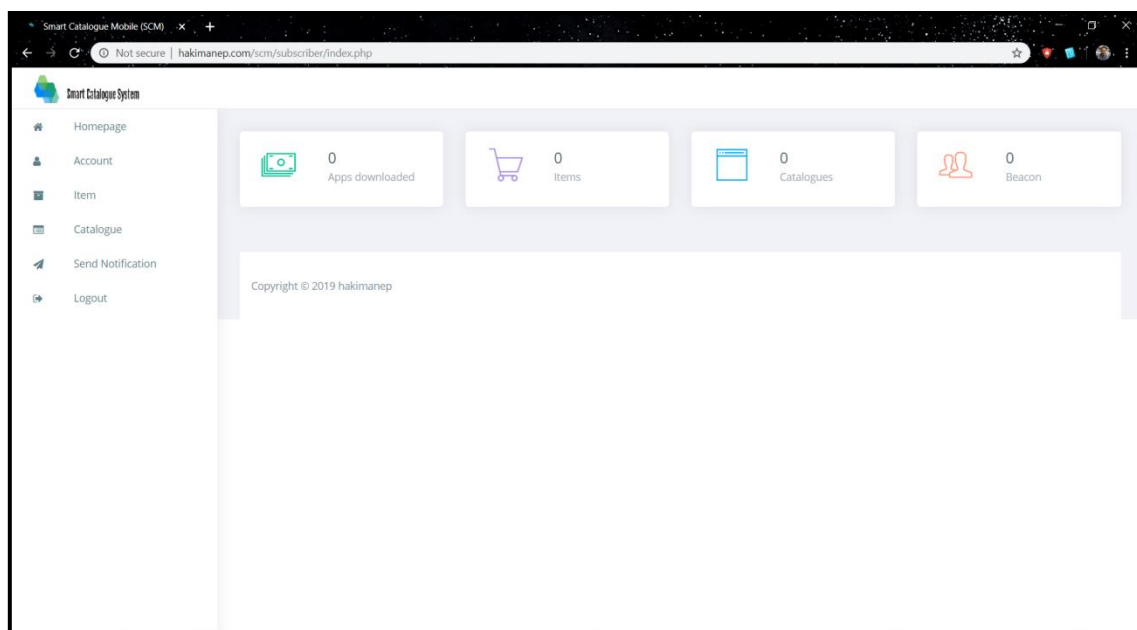 Smart Catalogue Mobile (SCM)
Not secure | hakimanep.com/scm/subscriber/index.php
Smart Catalogue System
Homepage
Account
Item
Catalogue
Send Notification
Logout
0
Apps downloaded
0
Items
0
Catalogues
0
Beacon
Copyright © 2019 hakimanep